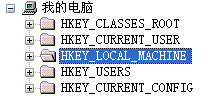 我的电脑
HKEY_CLASSES_ROOT
HKEY_CURRENT_USER
HKEY_LOCAL_MACHINE
HKEY_USERS
HKEY_CURRENT_CONFIG